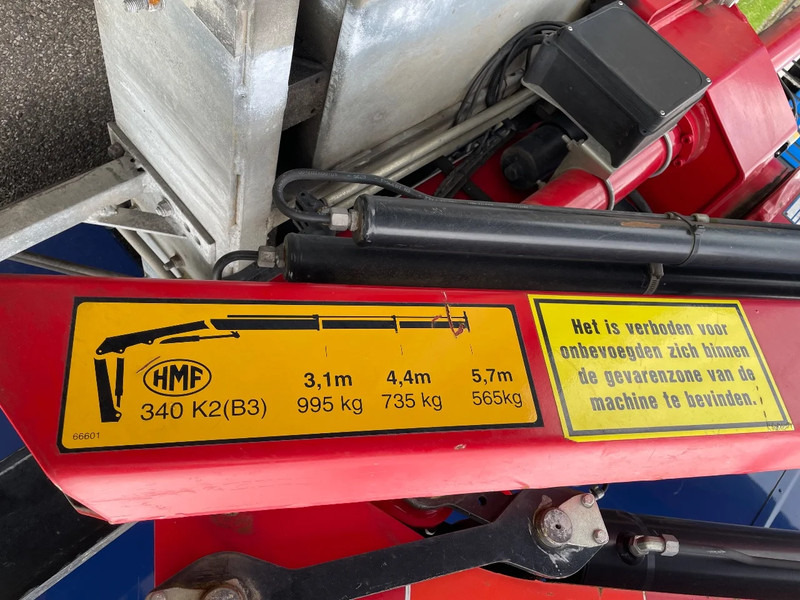 HMF
340 K2(B3)
3,1m 4,4m 5,7m
995 kg 735 kg 565kg
66601
Het is verboden voor
onbevoegden zich binnen
de gevarenzone van de
machine te bevinden.